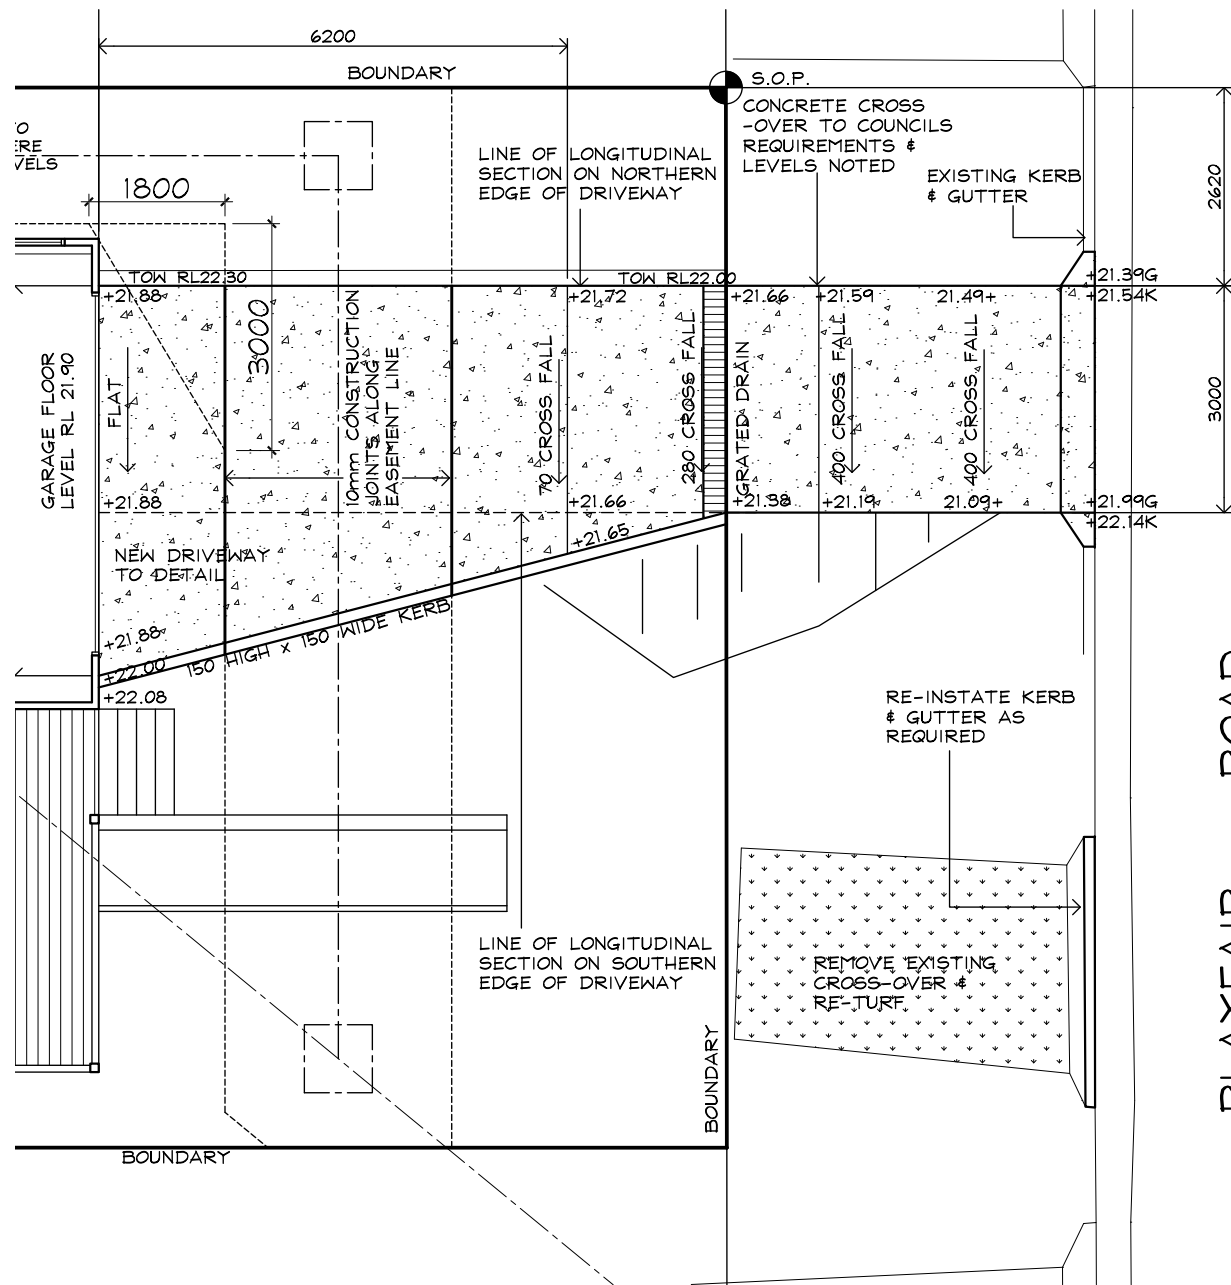 6200
BOUNDARY
S.O.P.
CONCRETE CROSS
-OVER TO COUNCILS
REQUIREMENTS &
LEVELS NOTED
O
ERE
VELS
LINE OF LONGITUDINAL
SECTION ON NORTHERN
EDGE OF DRIVEWAY
EXISTING KERB
& GUTTER
2620
1800
TOW RL22.30
TOW RL22.00
+21.39G
+21.88
+21.72
+21.66
+21.59
21.49+
+21.54K
3000
GARAGE FLOOR
LEVEL RL 21.90
FLAT
10mm CONSTRUCTION
JOINTS ALONG
EASEMENT LINE
70 CROSS FALL
280 CROSS FALL
GRATED DRAIN
400 CROSS FALL
400 CROSS FALL
3000
+21.88
+21.66
+21.38
+21.19
21.09+
+21.99G
+22.14K
+21.65
NEW DRIVEWAY
TO DETAIL
+21.88
+22.00
+22.08
150 HIGH x 150 WIDE KERB
RE-INSTATE KERB
& GUTTER AS
REQUIRED
LINE OF LONGITUDINAL
SECTION ON SOUTHERN
EDGE OF DRIVEWAY
REMOVE EXISTING
CROSS-OVER &
RE-TURF
BOUNDARY
BOUNDARY